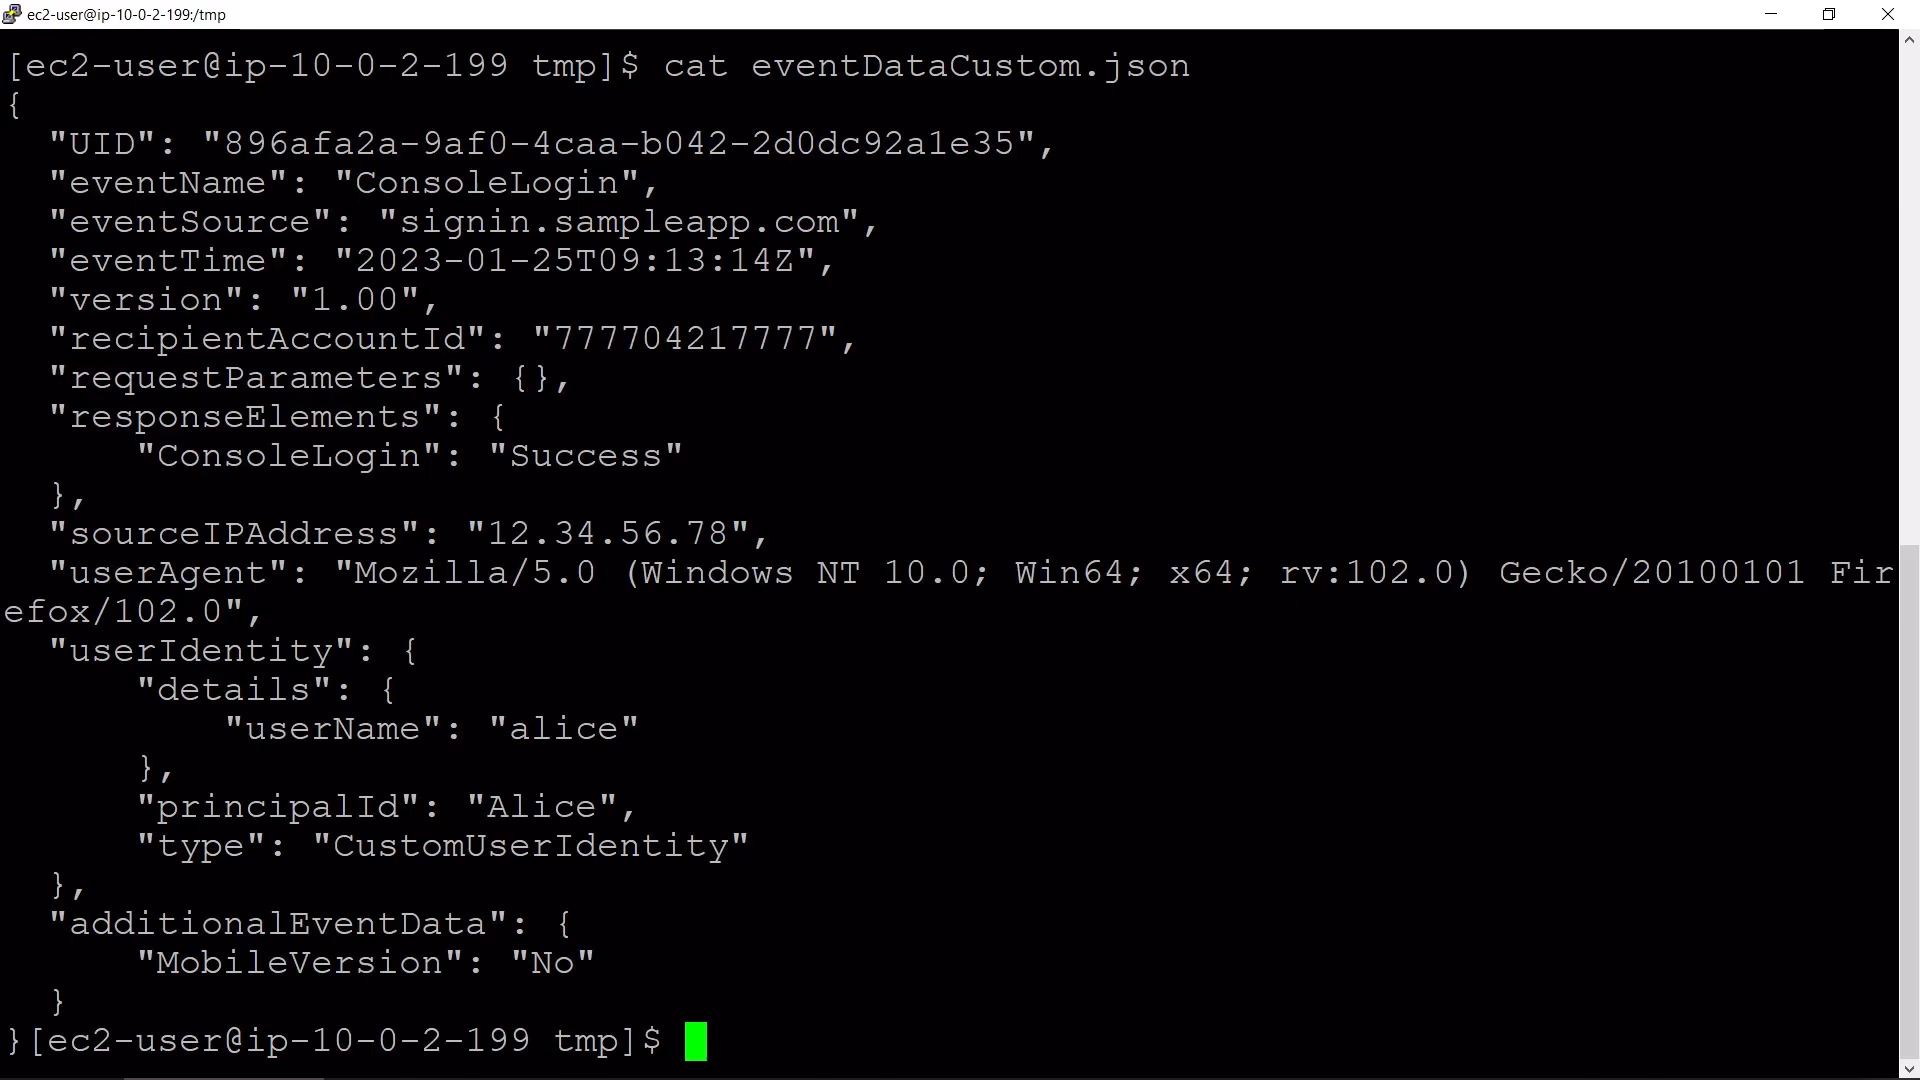 ec2-user@ip-10-0-2-199:/tmp
[ec2-user@ip-10-0-2-199 tmp]$ cat eventDataCustom.json
{
  "UID": "896afa2a-9af0-4caa-b042-2d0dc92a1e35",
  "eventName": "ConsoleLogin",
  "eventSource": "signin.sampleapp.com",
  "eventTime": "2023-01-25T09:13:14Z",
  "version": "1.00",
  "recipientAccountId": "777704217777",
  "requestParameters": {},
  "responseElements": {
      "ConsoleLogin": "Success"
  },
  "sourceIPAddress": "12.34.56.78",
  "userAgent": "Mozilla/5.0 (Windows NT 10.0; Win64; x64; rv:102.0) Gecko/20100101 Fir
efox/102.0",
  "userIdentity": {
      "details": {
          "userName": "alice"
      },
      "principalId": "Alice",
      "type": "CustomUserIdentity"
  },
  "additionalEventData": {
      "MobileVersion": "No"
  }
}[ec2-user@ip-10-0-2-199 tmp]$